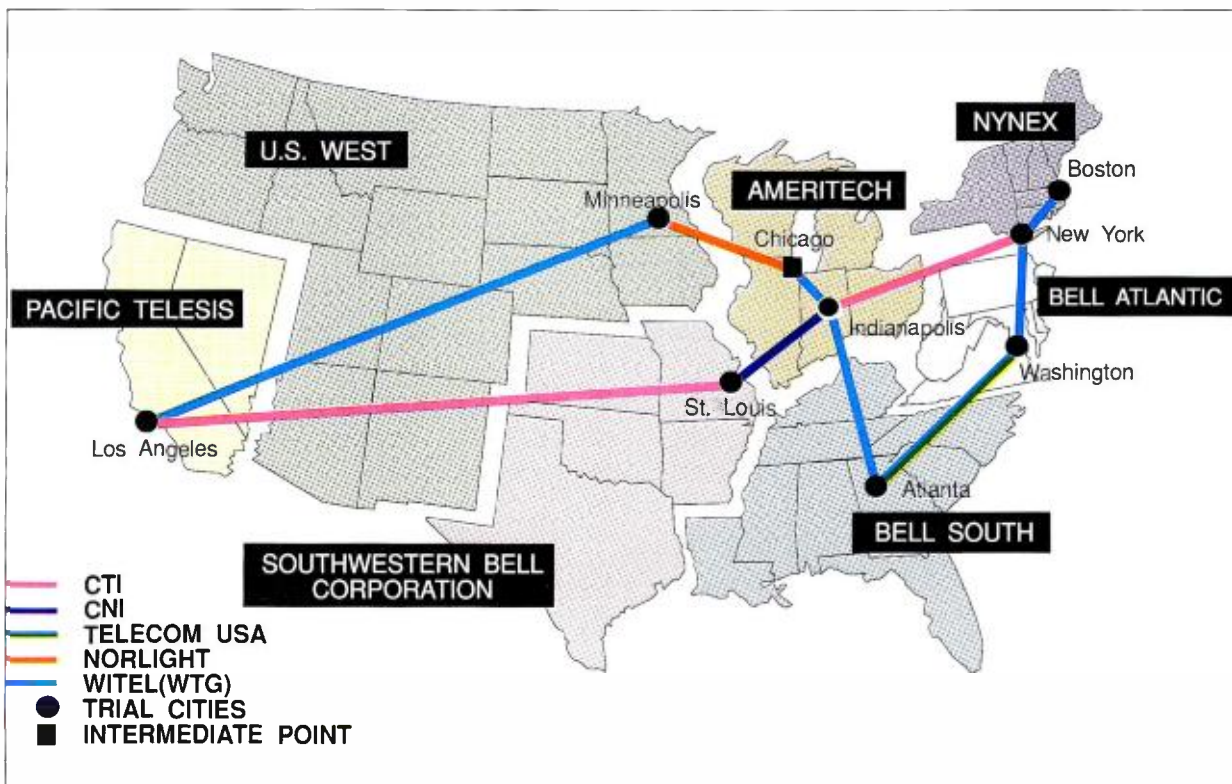 NYNEX
U.S. WEST
Boston
AMERITECH
Minneapolis
Chicago
New York
PACIFIC TELESIS
BELL ATLANTIC
Indianapolis
Washington
St. Louis
Los Angeles
Atlanta
BELL SOUTH
SOUTHWESTERN BELL
CORPORATION
CTI
CNI
TELECOM USA
NORLIGHT
WITEL(WTG)
TRIAL CITIES
INTERMEDIATE POINT